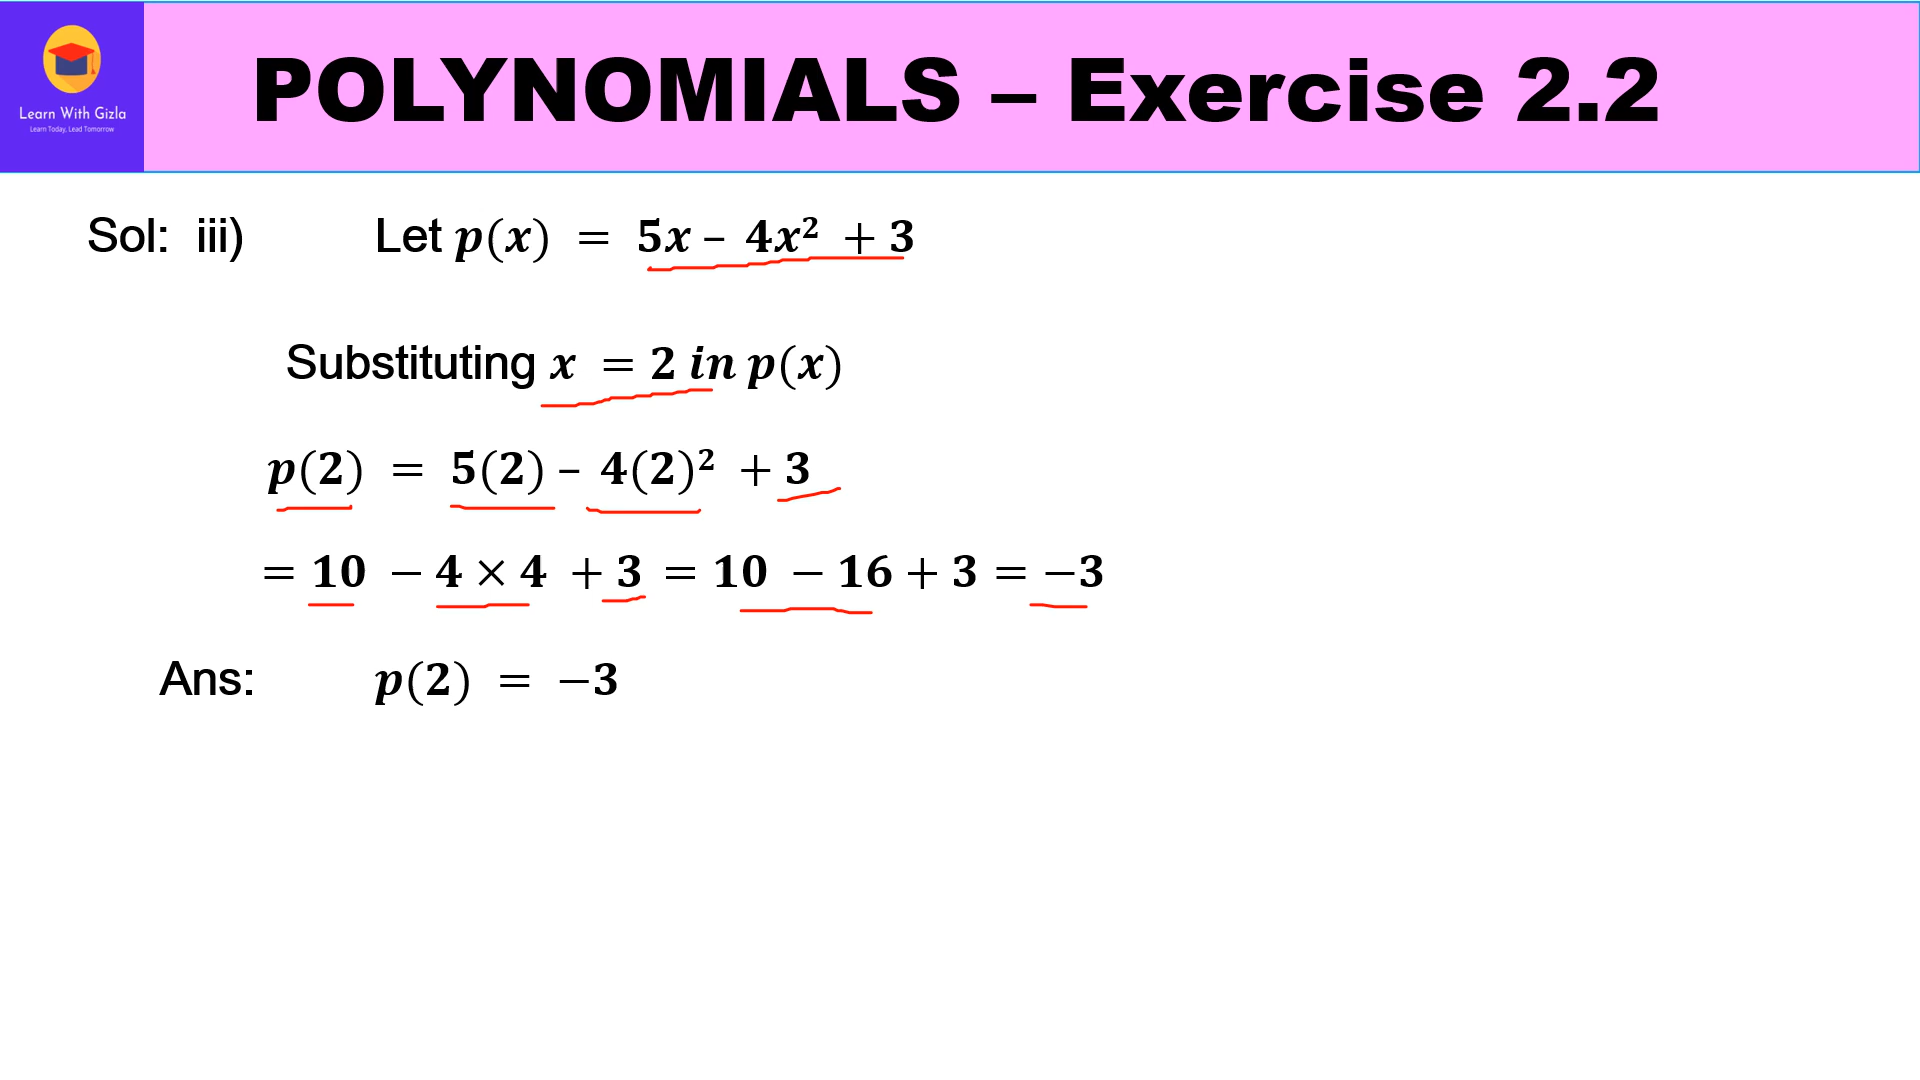 Learn With Gizla
Learn Today, Lead Tomorrow
POLYNOMIALS – Exercise 2.2
Sol: iii) Let p(x) = 5x – 4x² + 3
Substituting x = 2 in p(x)
p(2) = 5(2) – 4(2)² + 3
= 10 − 4 × 4 + 3 = 10 − 16 + 3 = −3
Ans: p(2) = −3